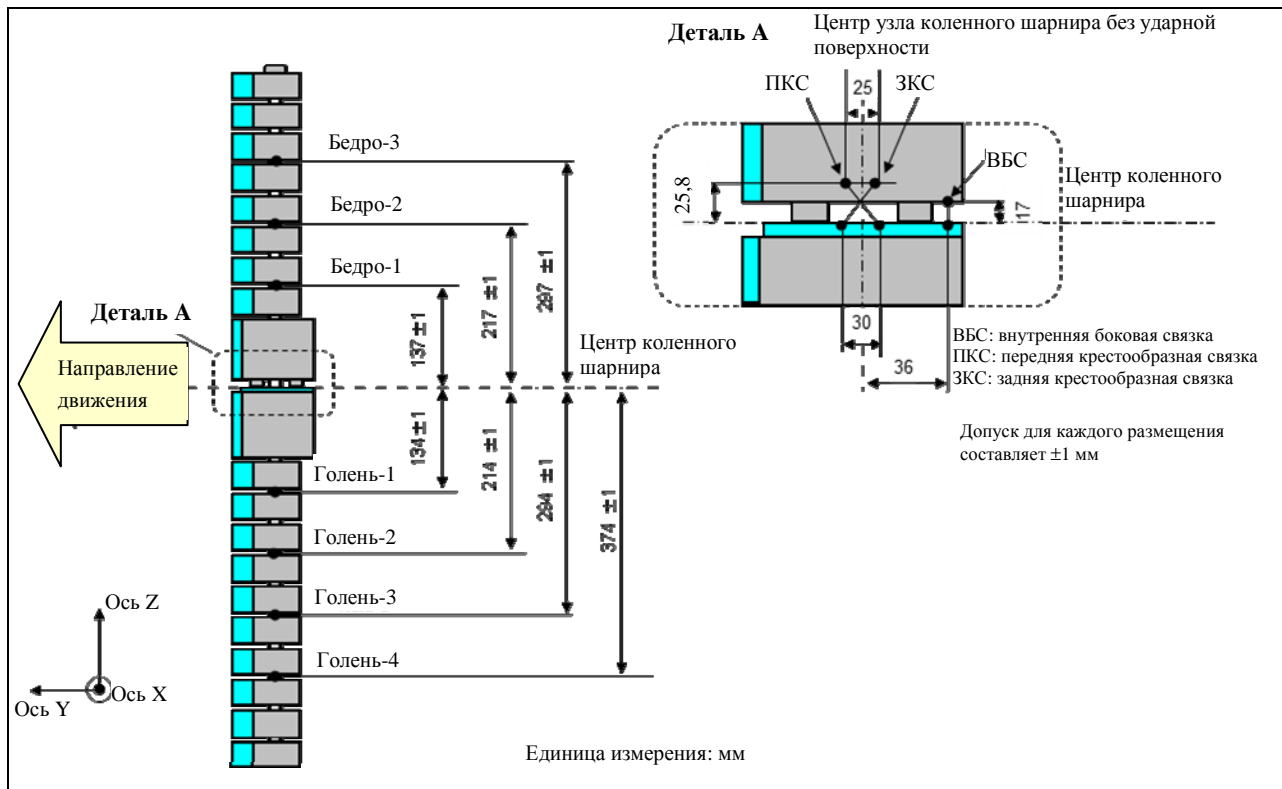 Деталь А
Центр узла коленного шарнира без ударной
поверхности
ПКС
25
ЗКС
ВБС
25,8
17
Центр коленного
шарнира
30
36
ВБС: внутренняя боковая связка
ПКС: передняя крестообразная связка
ЗКС: задняя крестообразная связка
Допуск для каждого размещения
составляет ±1 мм
Бедро-3
Бедро-2
Бедро-1
137 ±1
217 ±1
297 ±1
Деталь А
Направление
движения
Центр коленного
шарнира
134 ±1
214 ±1
294 ±1
374 ±1
Голень-1
Голень-2
Голень-3
Голень-4
Ось Z
Ось X
Ось Y
Единица измерения: мм